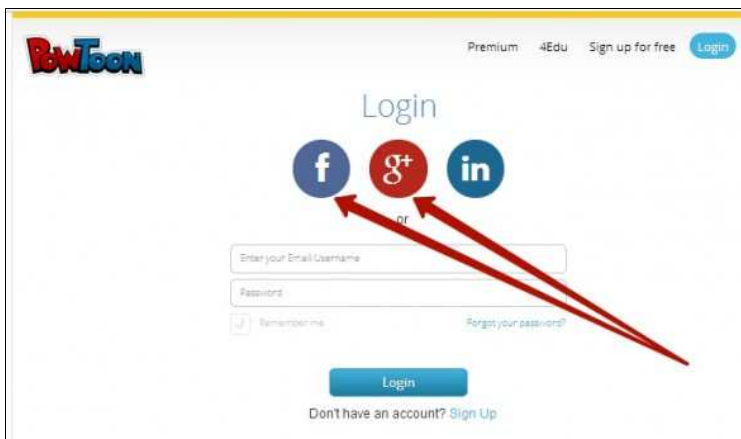 PowToon
Premium 4Edu Sign up for free Login
Login
f g+ in
or
Enter your Email/Username
Password
Remember me Forgot your password?
Login
Don't have an account? Sign Up